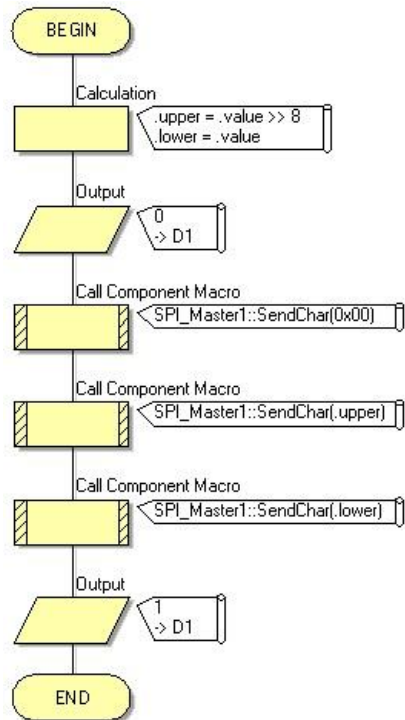 BEGIN
Calculation
.upper = .value >> 8
.lower = .value
Output
0
-> D1
Call Component Macro
SPI_Master1::SendChar(0x00)
Call Component Macro
SPI_Master1::SendChar(.upper)
Call Component Macro
SPI_Master1::SendChar(.lower)
Output
1
-> D1
END